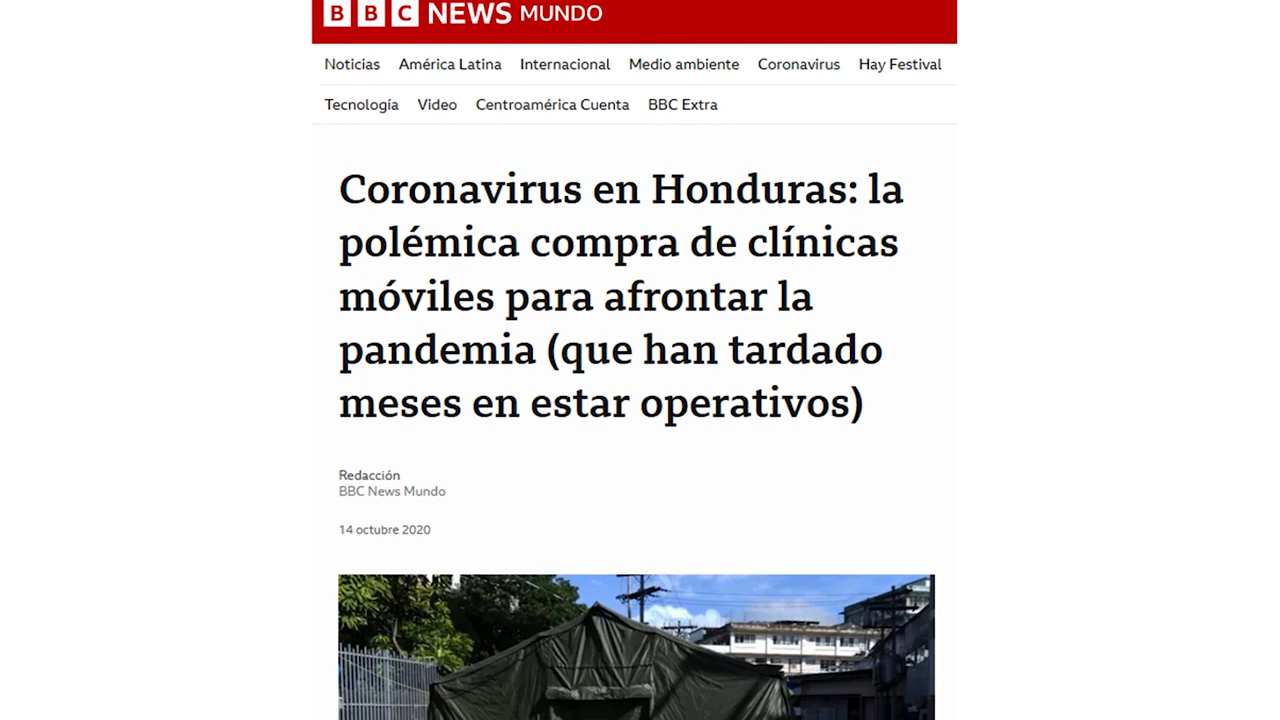 BBC NEWS MUNDO
Noticias América Latina Internacional Medio ambiente Coronavirus Hay Festival
Tecnología Video Centroamérica Cuenta BBC Extra
Coronavirus en Honduras: la
polémica compra de clínicas
móviles para afrontar la
pandemia (que han tardado
meses en estar operativos)
Redacción
BBC News Mundo
14 octubre 2020